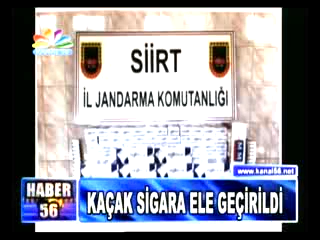 SİİRT
İL JANDARMA KOMUTANLIĞI
www.kanal56.net
HABER
56
KAÇAK SİGARA ELE GEÇİRİLDİ